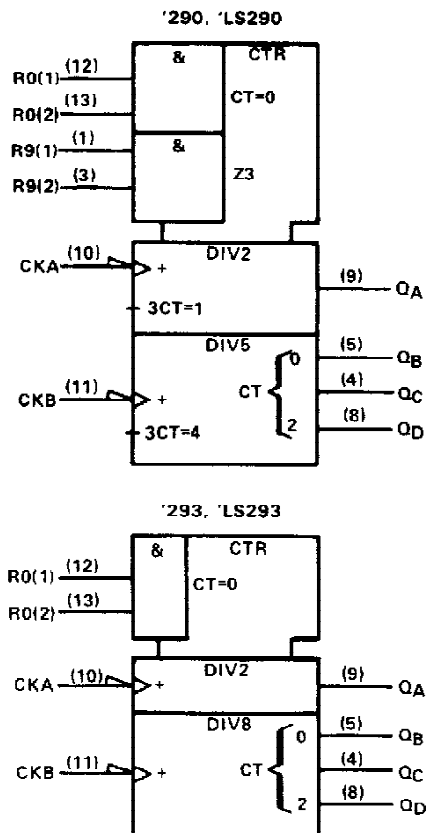 '290, 'LS290
& CTR
R0(1) (12)
CT=0
R0(2) (13)
R9(1) (1) &
Z3
R9(2) (3)
DIV2
CKA (10) +
(9) QA
3CT=1
DIV5
0 (5) QB
CKB (11) + CT (4) QC
2 (8) QD
3CT=4
'293, 'LS293
& CTR
R0(1) (12)
CT=0
R0(2) (13)
DIV2
CKA (10) + (9) QA
DIV8
0 (5) QB
CKB (11) + CT (4) QC
2 (8) QD